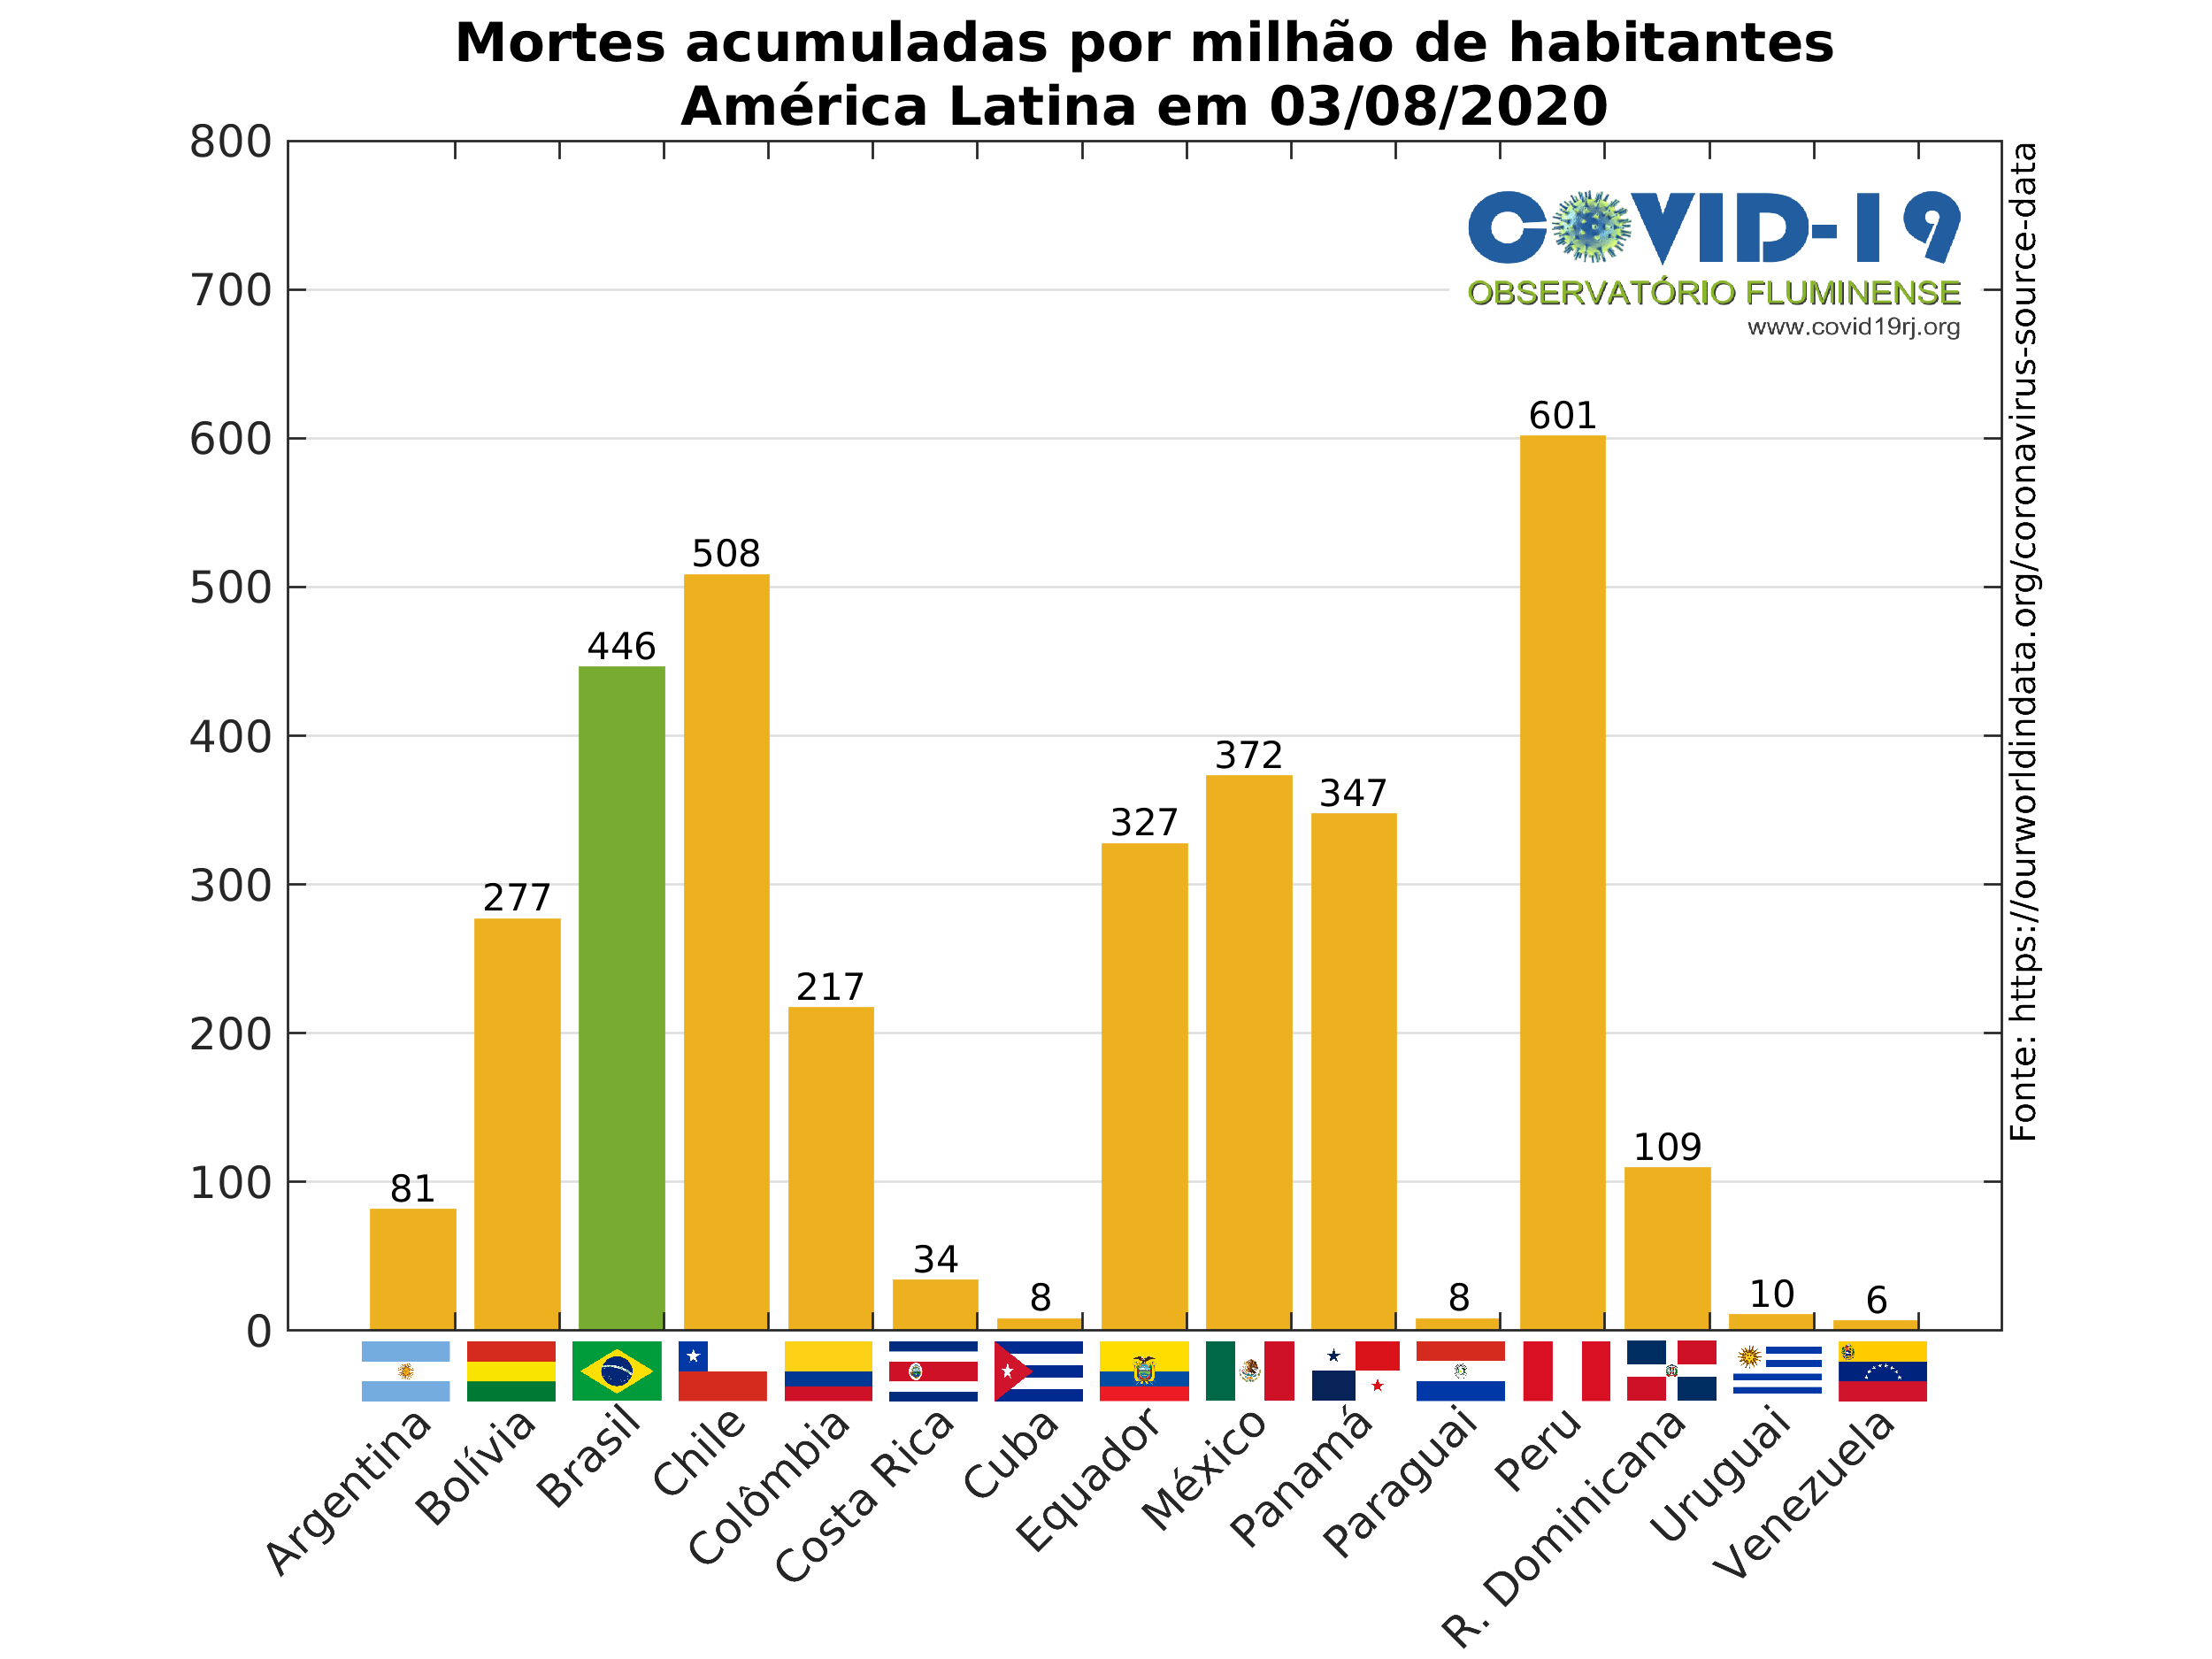 Mortes acumuladas por milhão de habitantes
América Latina em 03/08/2020
800
700
600
500
400
300
200
100
0
COVID-19
OBSERVATÓRIO FLUMINENSE
www.covid19rj.org
Fonte: https://ourworldindata.org/coronavirus-source-data
81
277
446
508
217
34
8
327
372
347
8
601
109
10
6
Argentina
Bolívia
Brasil
Chile
Colômbia
Costa Rica
Cuba
Equador
México
Panamá
Paraguai
Peru
R. Dominicana
Uruguai
Venezuela